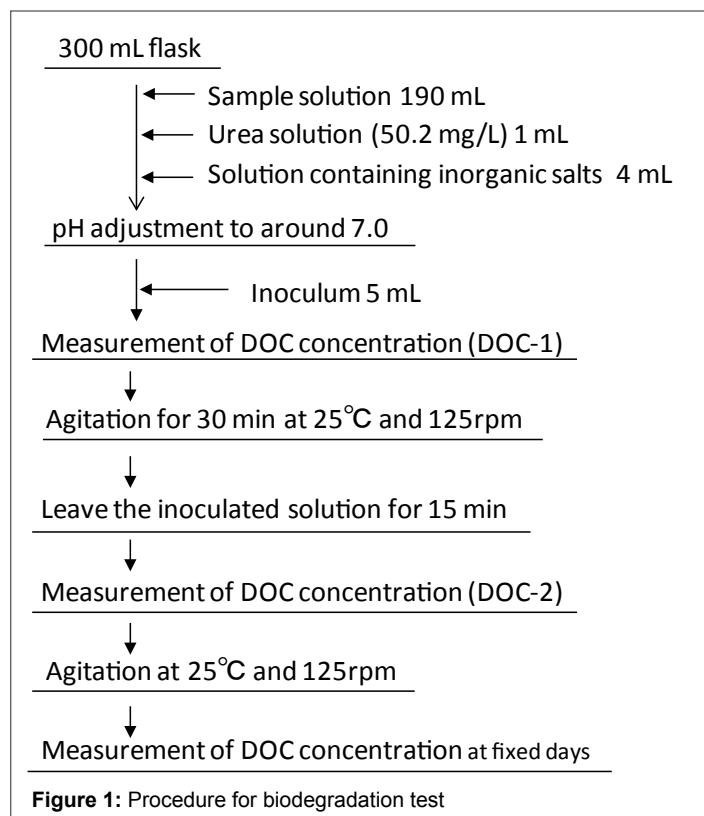 300 mL flask
Sample solution 190 mL
Urea solution (50.2 mg/L) 1 mL
Solution containing inorganic salts 4 mL
pH adjustment to around 7.0
Inoculum 5 mL
Measurement of DOC concentration (DOC-1)
Agitation for 30 min at 25℃ and 125rpm
Leave the inoculated solution for 15 min
Measurement of DOC concentration (DOC-2)
Agitation at 25℃ and 125rpm
Measurement of DOC concentration at fixed days
Figure 1: Procedure for biodegradation test